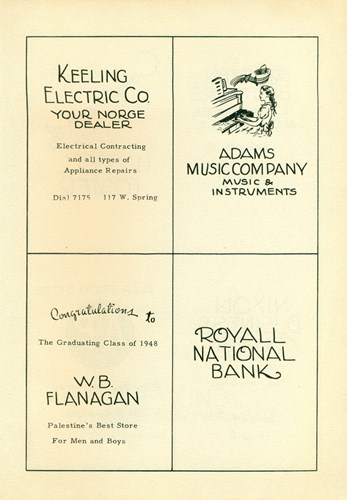 KEELING
ELECTRIC CO.
YOUR NORGE
DEALER
Electrical Contracting
and all types of
Appliance Repairs
Dial 7175 117 W. Spring
ADAMS
MUSIC COMPANY
MUSIC &
INSTRUMENTS
Congratulations to
The Graduating Class of 1948
W. B.
FLANAGAN
Palestine's Best Store
For Men and Boys
ROYALL
NATIONAL
BANK